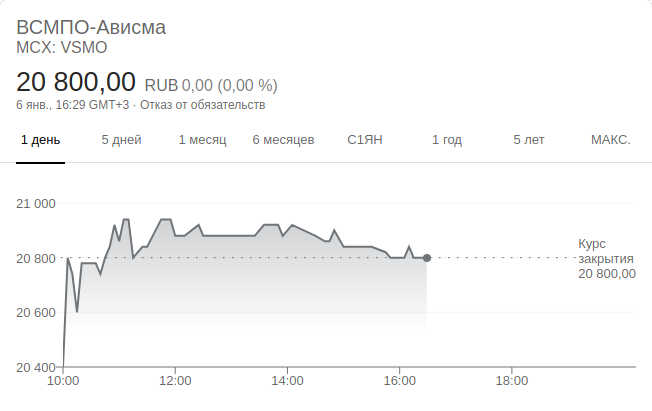 ВСМПО-Ависма
MCX: VSMO
20 800,00 RUB 0,00 (0,00 %)
6 янв., 16:29 GMT+3 · Отказ от обязательств
1 день 5 дней 1 месяц 6 месяцев С1ЯН 1 год 5 лет МАКС.
21 000
20 800
20 600
20 400
Курс
закрытия
20 800,00
10:00 12:00 14:00 16:00 18:00